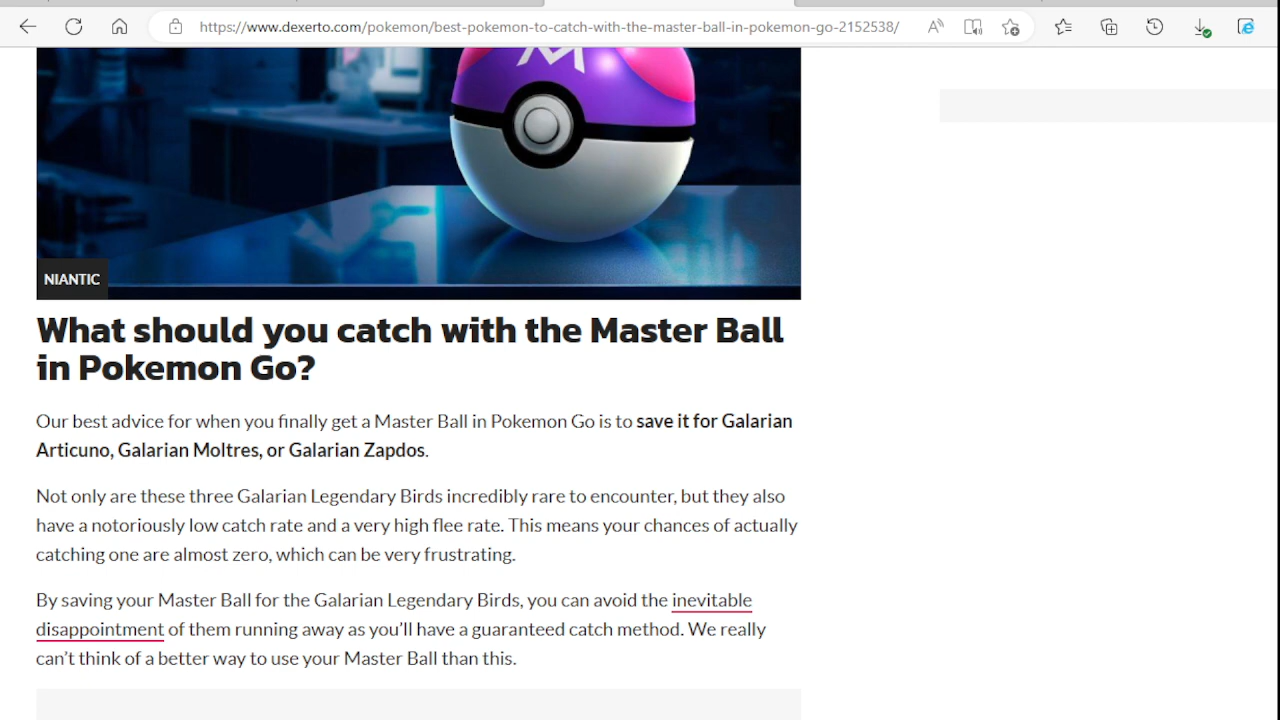 https://www.dexerto.com/pokemon/best-pokemon-to-catch-with-the-master-ball-in-pokemon-go-2152538/
NIANTIC
What should you catch with the Master Ball
in Pokemon Go?
Our best advice for when you finally get a Master Ball in Pokemon Go is to save it for Galarian
Articuno, Galarian Moltres, or Galarian Zapdos.
Not only are these three Galarian Legendary Birds incredibly rare to encounter, but they also
have a notoriously low catch rate and a very high flee rate. This means your chances of actually
catching one are almost zero, which can be very frustrating.
By saving your Master Ball for the Galarian Legendary Birds, you can avoid the inevitable
disappointment of them running away as you’ll have a guaranteed catch method. We really
can’t think of a better way to use your Master Ball than this.